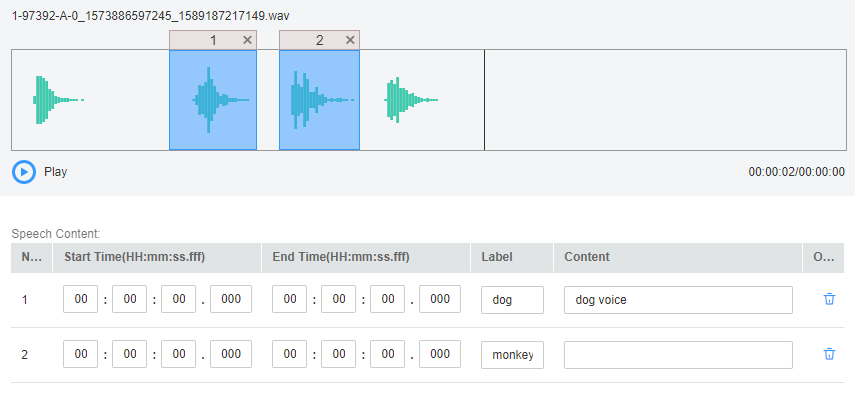 1-97392-A-0_1573886597245_1589187217149.wav
1 ✕ 2 ✕
Play 00:00:02/00:00:00
Speech Content:
N... Start Time(HH:mm:ss.fff) End Time(HH:mm:ss.fff) Label Content O...
1 00 : 00 : 00 . 000 00 : 00 : 00 . 000 dog dog voice
2 00 : 00 : 00 . 000 00 : 00 : 00 . 000 monkey